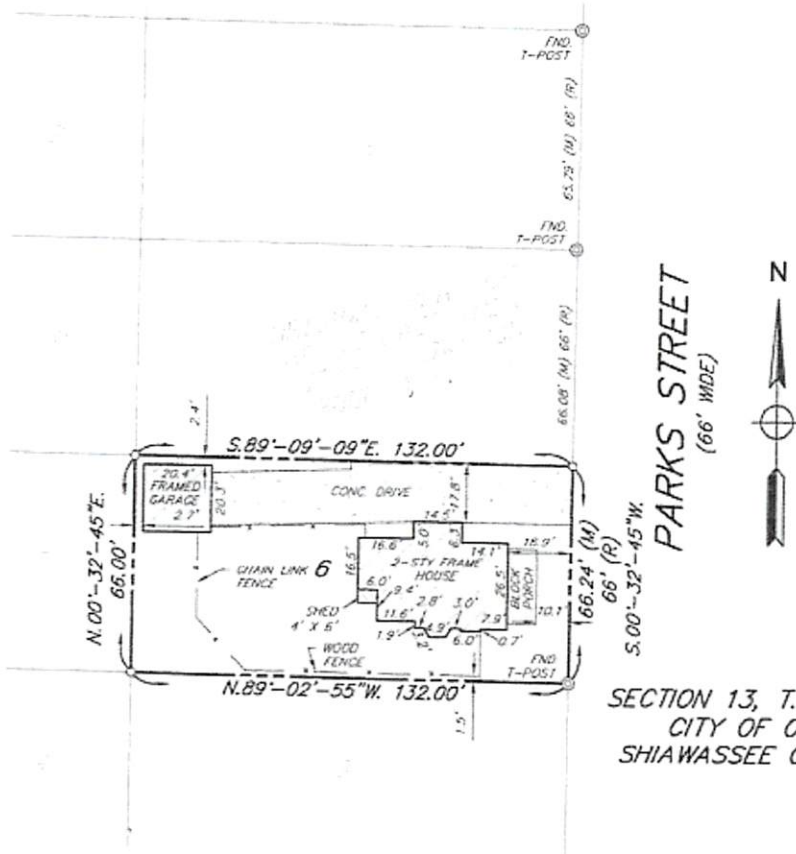 FND.
T-POST
65.79' (M) 66' (R)
FND.
T-POST
66.08' (M) 66' (R)
PARKS STREET
(66' WIDE)
N
2.4'
S.89'-09'-09"E. 132.00'
20.4'
FRAMED
GARAGE
2.7'
20.3'
CONC. DRIVE
17.8'
14.5'
5.0'
6.3'
16.6'
14.1'
16.9'
16.5'
2-STY FRAME
HOUSE
26.5'
BLOCK
PORCH
10.1'
CHAIN LINK
FENCE
6
6.0'
9.4'
SHED
4' X 6'
11.6'
2.8'
3.0'
7.9'
1.9'
4.9'
6.0'
0.7'
WOOD
FENCE
FND
T-POST
N.00'-32'-45"E.
66.00'
66.24' (M)
66' (R)
S.00'-32'-45"W.
N.89'-02'-55"W. 132.00'
1.5'
SECTION 13, T.
CITY OF O
SHIAWASSEE